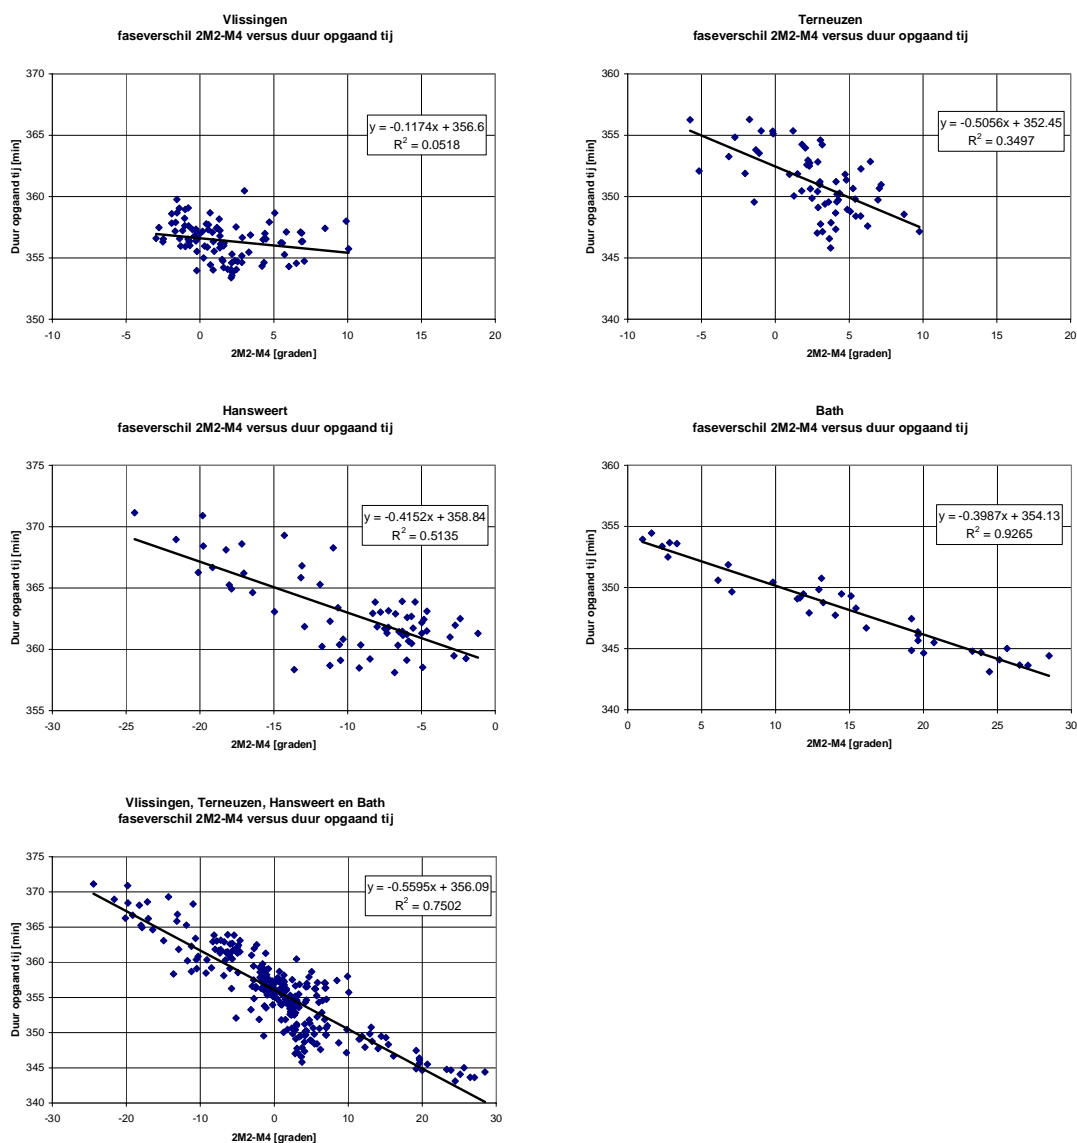 Vlissingen
faseverschil 2M2-M4 versus duur opgaand tij
370
365
360
355
350
-10
-5
0
5
10
15
20
Duur opgaand tij [min]
2M2-M4 [graden]
y = -0.1174x + 356.6
R² = 0.0518
Terneuzen
faseverschil 2M2-M4 versus duur opgaand tij
360
355
350
345
340
-10
-5
0
5
10
15
20
Duur opgaand tij [min]
2M2-M4 [graden]
y = -0.5056x + 352.45
R² = 0.3497
Hansweert
faseverschil 2M2-M4 versus duur opgaand tij
375
370
365
360
355
-30
-25
-20
-15
-10
-5
0
Duur opgaand tij [min]
2M2-M4 [graden]
y = -0.4152x + 358.84
R² = 0.5135
Bath
faseverschil 2M2-M4 versus duur opgaand tij
360
355
350
345
340
0
5
10
15
20
25
30
Duur opgaand tij [min]
2M2-M4 [graden]
y = -0.3987x + 354.13
R² = 0.9265
Vlissingen, Terneuzen, Hansweert en Bath
faseverschil 2M2-M4 versus duur opgaand tij
375
370
365
360
355
350
345
340
-30
-20
-10
0
10
20
30
Duur opgaand tij [min]
2M2-M4 [graden]
y = -0.5595x + 356.09
R² = 0.7502